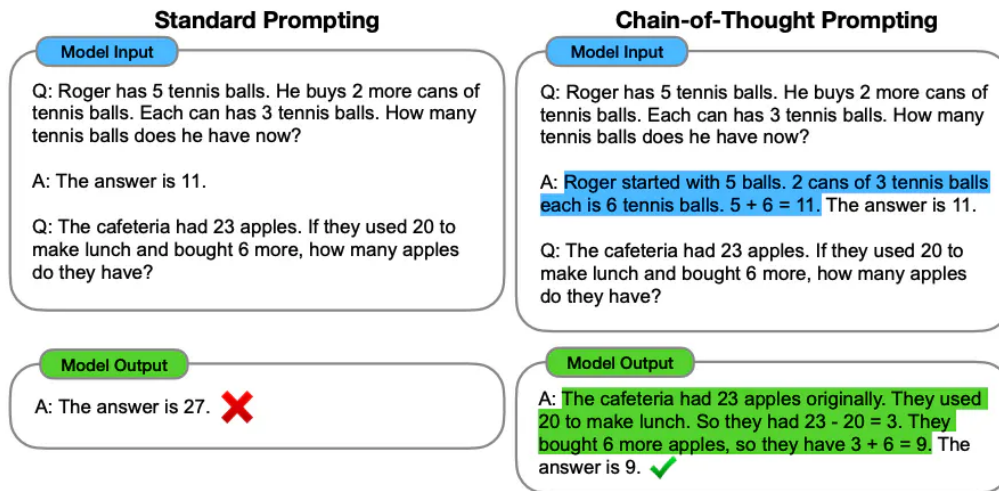 Standard Prompting
Model Input
Q: Roger has 5 tennis balls. He buys 2 more cans of
tennis balls. Each can has 3 tennis balls. How many
tennis balls does he have now?
A: The answer is 11.
Q: The cafeteria had 23 apples. If they used 20 to
make lunch and bought 6 more, how many apples
do they have?
Model Output
A: The answer is 27.
Chain-of-Thought Prompting
Model Input
Q: Roger has 5 tennis balls. He buys 2 more cans of
tennis balls. Each can has 3 tennis balls. How many
tennis balls does he have now?
A: Roger started with 5 balls. 2 cans of 3 tennis balls
each is 6 tennis balls. 5 + 6 = 11. The answer is 11.
Q: The cafeteria had 23 apples. If they used 20 to
make lunch and bought 6 more, how many apples
do they have?
Model Output
A: The cafeteria had 23 apples originally. They used
20 to make lunch. So they had 23 - 20 = 3. They
bought 6 more apples, so they have 3 + 6 = 9. The
answer is 9.